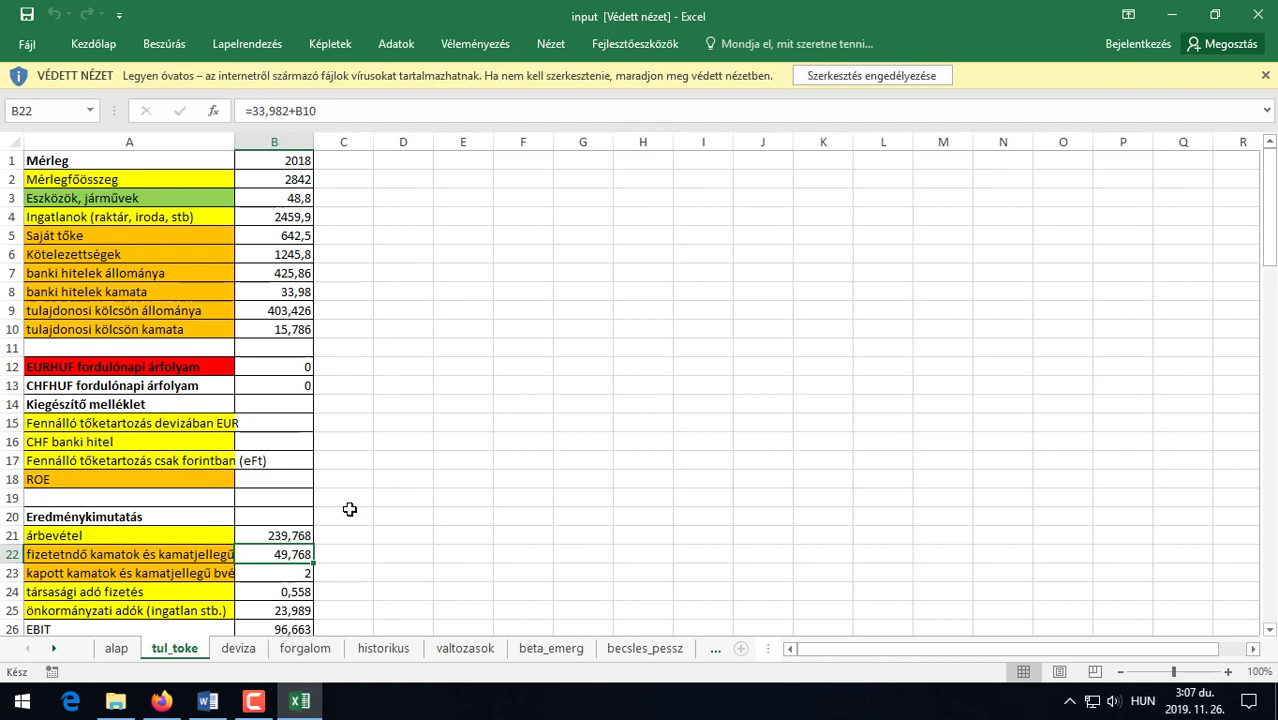 input  [Védett nézet] - Excel
Fájl Kezdőlap Beszúrás Lapelrendezés Képletek Adatok Véleményezés Nézet Fejlesztőeszközök Mondja el, mit szeretne tenni... Bejelentkezés Megosztás
VÉDETT NÉZET Legyen óvatos – az internetről származó fájlok vírusokat tartalmazhatnak. Ha nem kell szerkesztenie, maradjon meg védett nézetben. Szerkesztés engedélyezése
B22 fx =33,982+B10
A B C D E F G H I J K L M N O P Q R
1 Mérleg 2018
2 Mérlegfőösszeg 2842
3 Eszközök, járművek 48,8
4 Ingatlanok (raktár, iroda, stb) 2459,9
5 Saját tőke 642,5
6 Kötelezettségek 1245,8
7 banki hitelek állománya 425,86
8 banki hitelek kamata 33,98
9 tulajdonosi kölcsön állománya 403,426
10 tulajdonosi kölcsön kamata 15,786
11
12 EURHUF fordulónapi árfolyam 0
13 CHFHUF fordulónapi árfolyam 0
14 Kiegészítő melléklet
15 Fennálló tőketartozás devizában EUR
16 CHF banki hitel
17 Fennálló tőketartozás csak forintban (eFt)
18 ROE
19
20 Eredménykimutatás
21 árbevétel 239,768
22 fizetetndő kamatok és kamatjellegű 49,768
23 kapott kamatok és kamatjellegű bvé 2
24 társasági adó fizetés 0,558
25 önkormányzati adók (ingatlan stb.) 23,989
26 EBIT 96,663
alap tul_toke deviza forgalom historikus valtozasok beta_emerg becsles_pessz ...
Kész 100%
HUN 3:07 du.
2019. 11. 26.